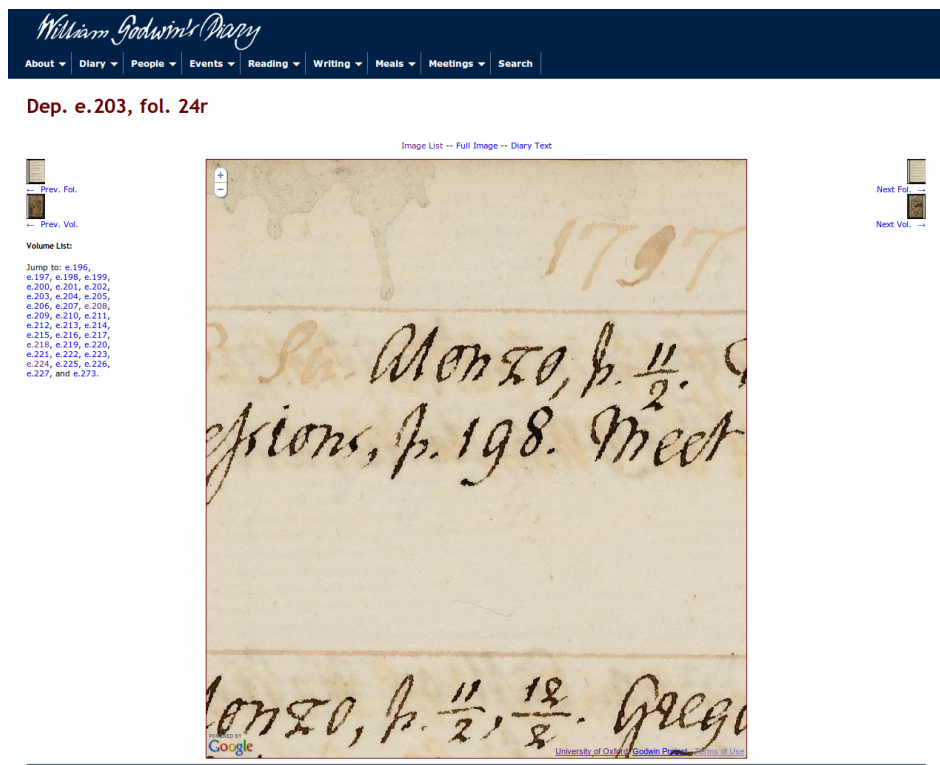 William Godwin's Diary
About Diary People Events Reading Writing Meals Meetings Search
Dep. e.203, fol. 24r
Image List -- Full Image -- Diary Text
← Prev. Fol.
← Prev. Vol.
Next Fol. →
Next Vol. →
Volume List:
Jump to: e.196,
e.197, e.198, e.199,
e.200, e.201, e.202,
e.203, e.204, e.205,
e.206, e.207, e.208,
e.209, e.210, e.211,
e.212, e.213, e.214,
e.215, e.216, e.217,
e.218, e.219, e.220,
e.221, e.222, e.223,
e.224, e.225, e.226,
e.227, and e.273.
+
−
1797
Sa. Alonzo, p. 11/2.
essions, p. 198. Meet
lonzo, p. 11/2, 12/2. Grego
POWERED BY
Google
University of Oxford, Godwin Project - Terms of Use